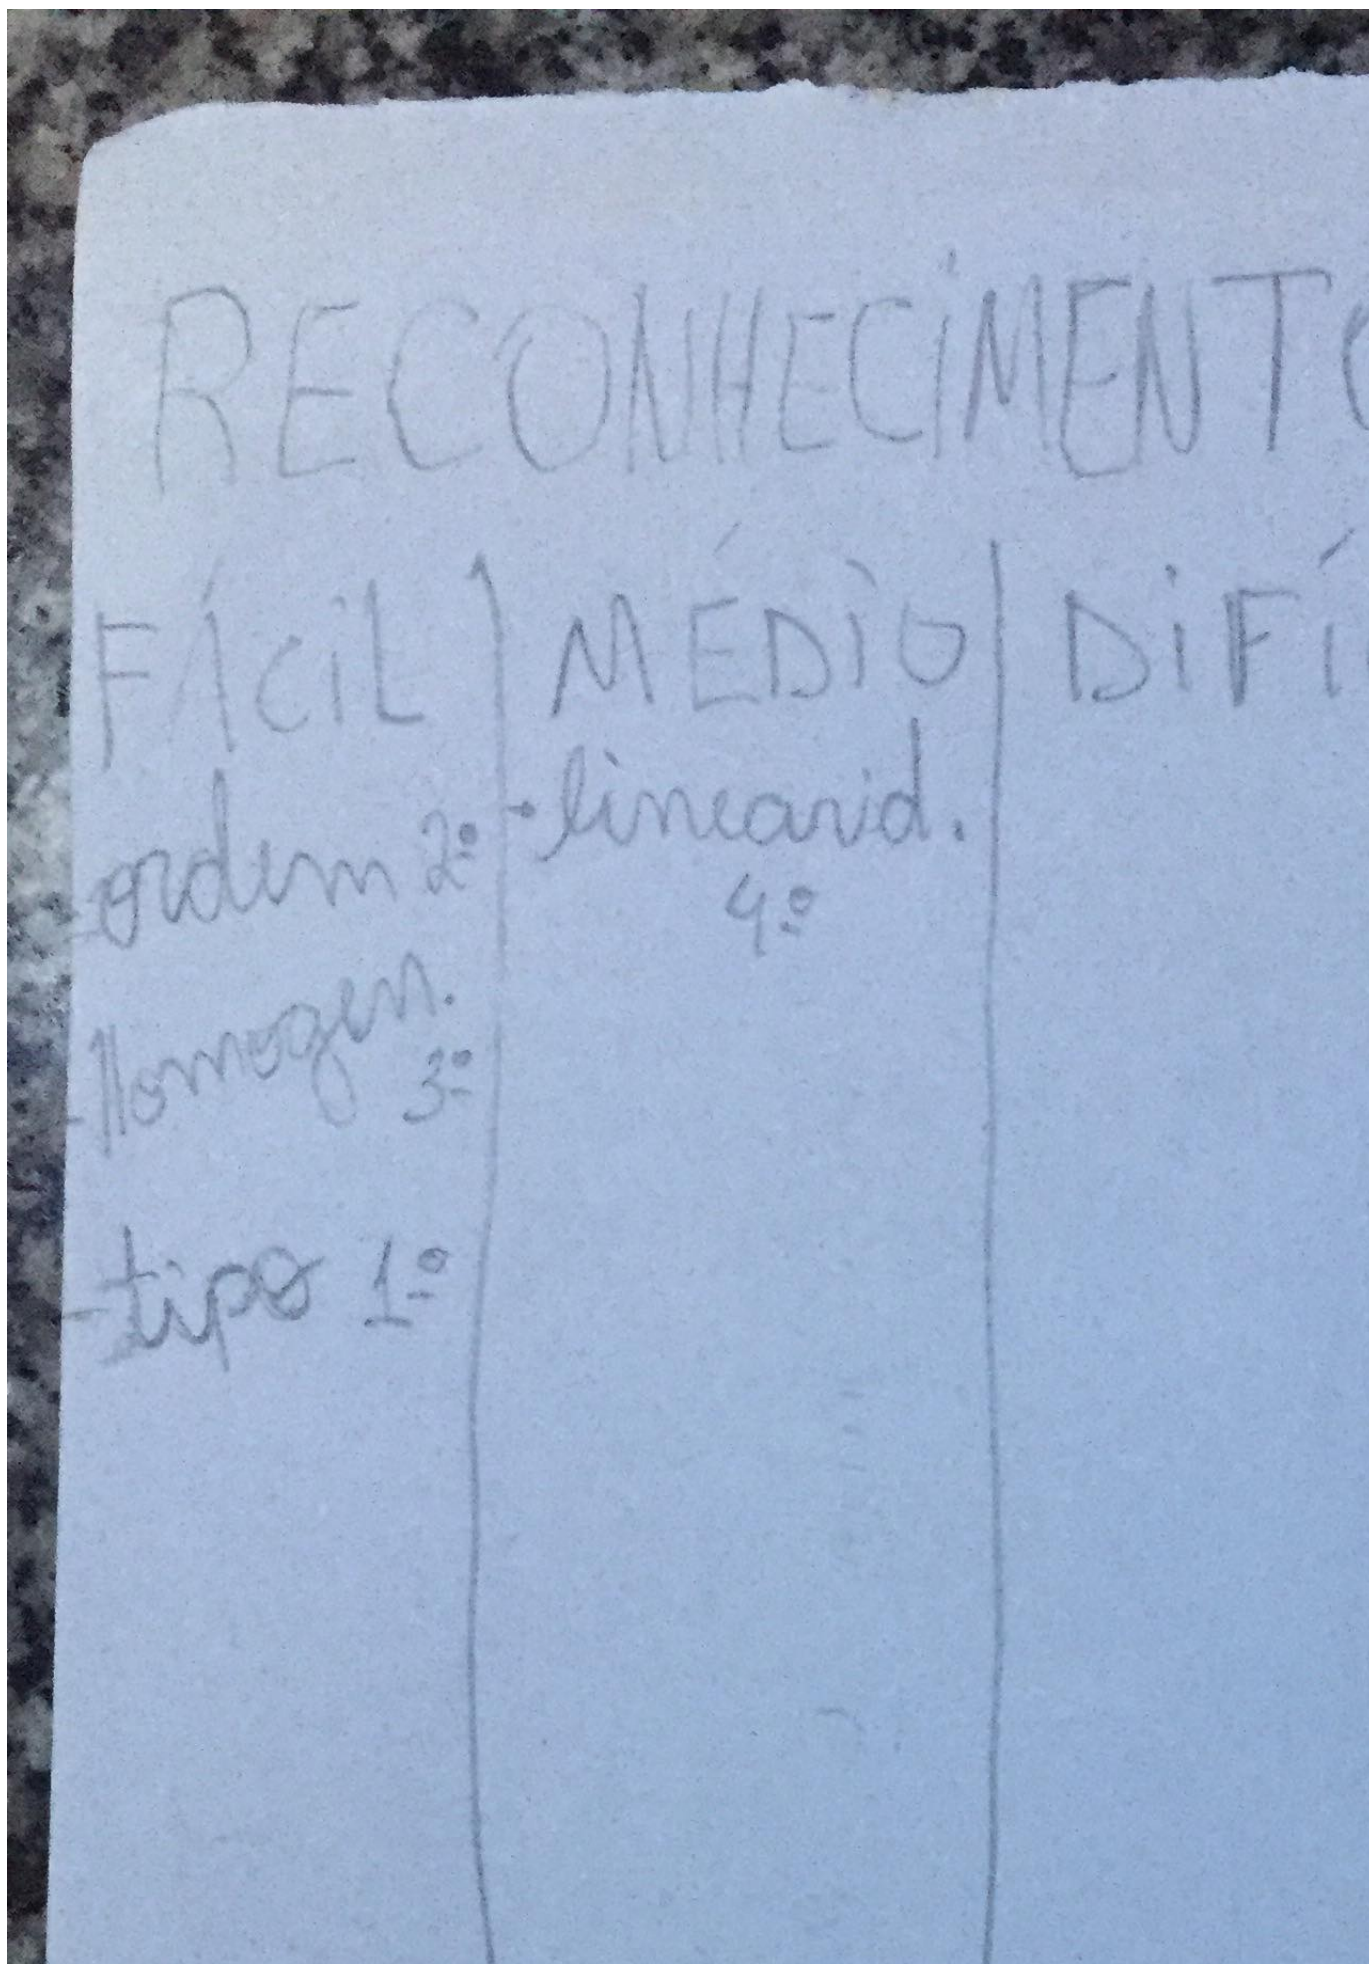 RECONHECIMENTO
FÁCIL MÉDIO DIFÍ
-ordem 2º - linearid.
4º
-Homogen.
3º
-tipo 1º